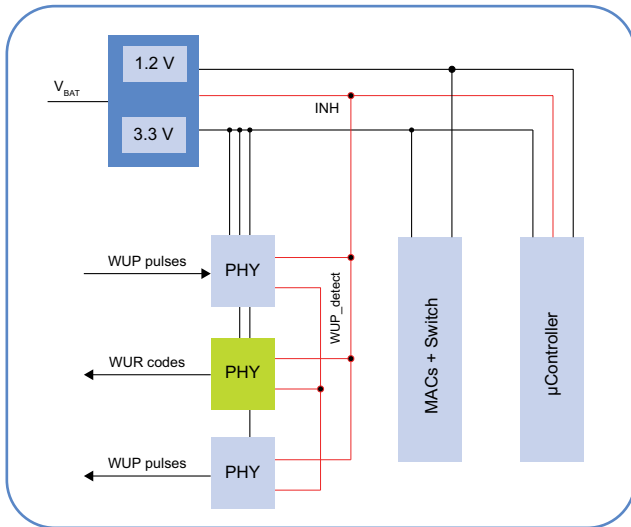 1.2 V
V_BAT
INH
3.3 V
WUP pulses
PHY
WUP_detect
MACs + Switch
µController
WUR codes
PHY
WUP pulses
PHY